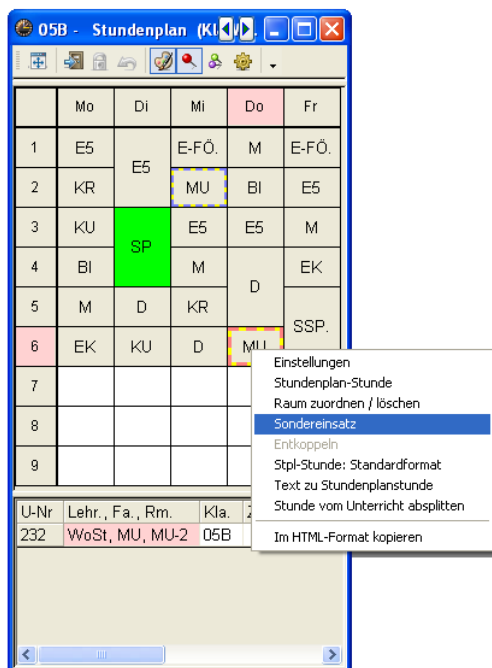 05B - Stundenplan (Kl
Mo Di Mi Do Fr
1 E5 E5 E-FÖ. M E-FÖ.
2 KR MU BI E5
3 KU SP E5 E5 M
4 BI M D EK
5 M D KR SSP.
6 EK KU D MU
7
8
9
Einstellungen
Stundenplan-Stunde
Raum zuordnen / löschen
Sondereinsatz
Entkoppeln
Stpl-Stunde: Standardformat
Text zu Stundenplanstunde
Stunde vom Unterricht absplitten
Im HTML-Format kopieren
U-Nr Lehr., Fa., Rm. Kla.
232 WoSt, MU, MU-2 05B